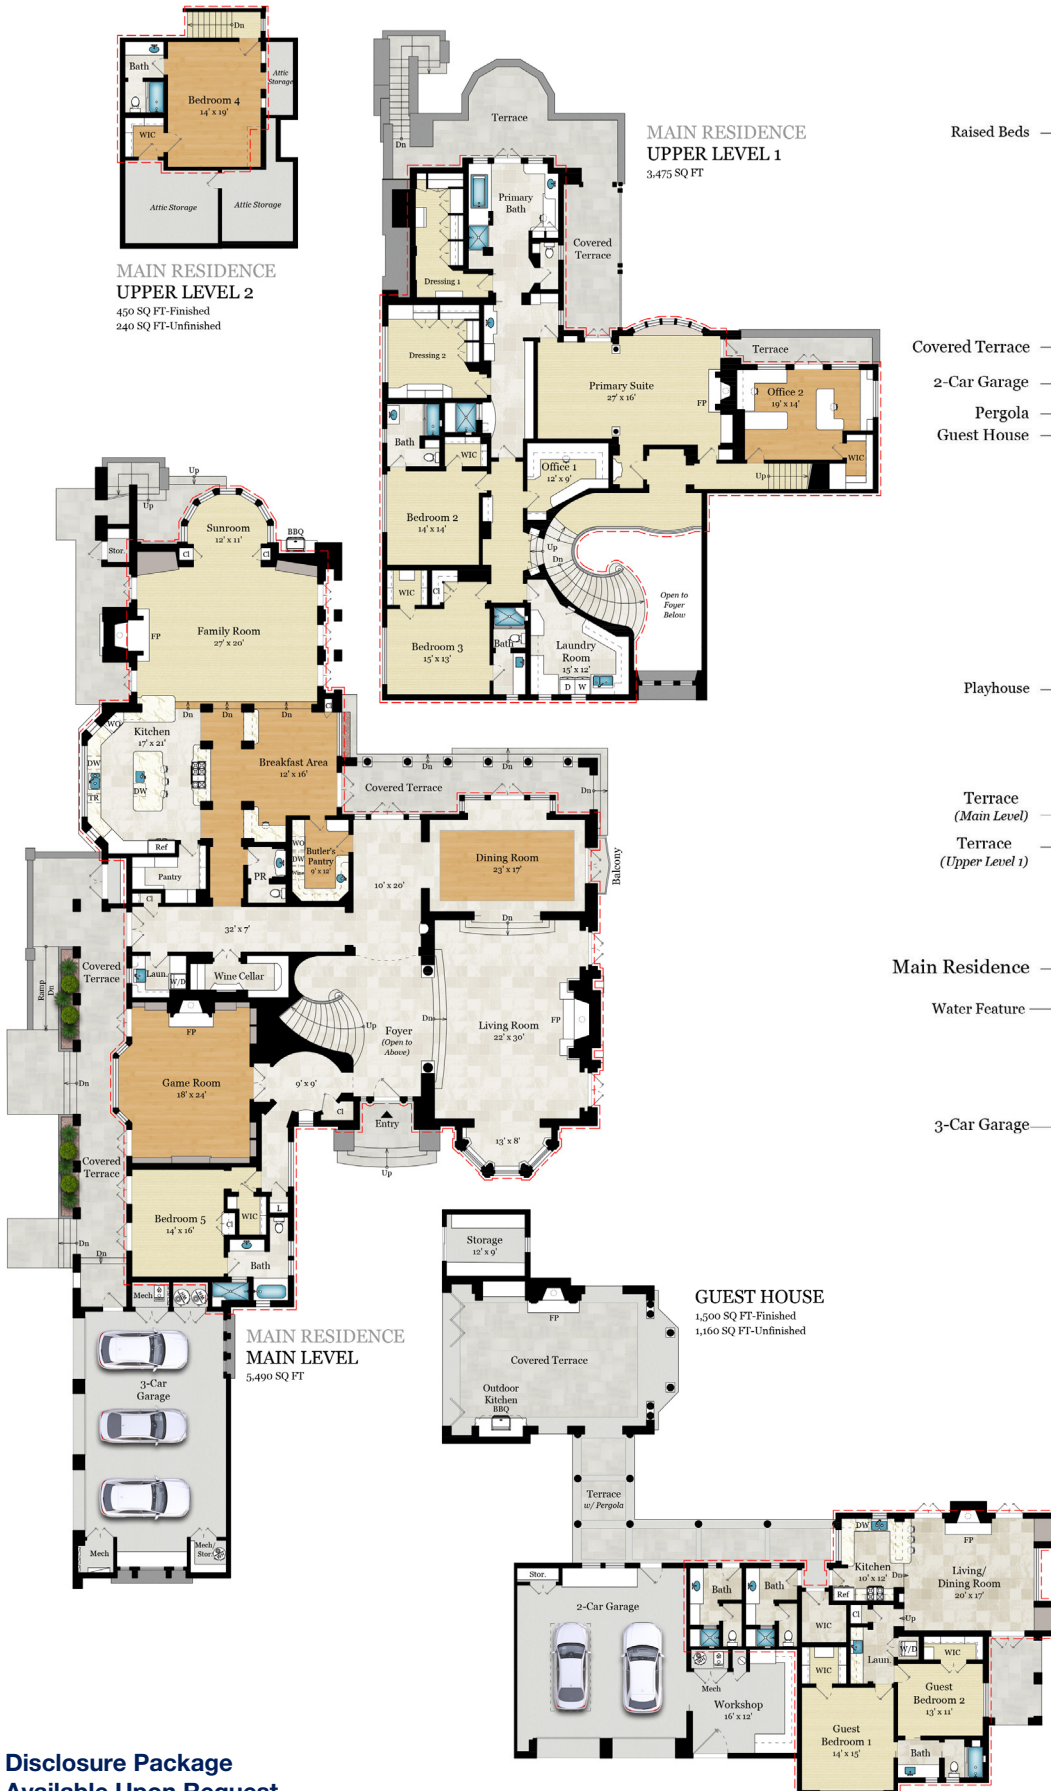 Dn
Bath
Attic
Storage
Bedroom 4
14' x 19'
WIC
Attic Storage
Attic Storage
MAIN RESIDENCE
UPPER LEVEL 2
450 SQ FT-Finished
240 SQ FT-Unfinished
Dn
Terrace
MAIN RESIDENCE
UPPER LEVEL 1
3,475 SQ FT
Primary
Bath
Covered
Terrace
Dressing 1
Dressing 2
Terrace
Primary Suite
27' x 16'
FP
Office 2
19' x 14'
Bath
WIC
WIC
Office 1
12' x 9'
Up
Bedroom 2
14' x 14'
Up
Dn
WIC
Cl
Open to
Foyer
Below
Bedroom 3
15' x 13'
Bath
Laundry
Room
15' x 12'
D
W
Raised Beds
Covered Terrace
2-Car Garage
Pergola
Guest House
Playhouse
Terrace
(Main Level)
Terrace
(Upper Level 1)
Main Residence
Water Feature
3-Car Garage
Up
Up
Sunroom
12' x 11'
BBQ
Stor.
Cl
Cl
FP
Family Room
27' x 20'
Dn
Dn
Dn
Cl
WO
Kitchen
17' x 21'
DW
TR
DW
Breakfast Area
12' x 16'
Ref
Pantry
PR
WO
DW
Wine
Butler's
Pantry
9' x 12'
Dn
Dn
Covered Terrace
Dn
10' x 20'
Dining Room
23' x 17'
Balcony
Cl
32' x 7'
Dn
Laun.
W/D
Wine Cellar
Covered
Terrace
Ramp
Dn
FP
Up
Foyer
(Open to
Above)
Dn
Living Room
22' x 30'
FP
Game Room
18' x 24'
9' x 9'
Cl
Dn
Entry
Up
13' x 8'
Covered
Terrace
Bedroom 5
14' x 16'
Cl
WIC
L
Bath
Dn
Dn
Mech
MAIN RESIDENCE
MAIN LEVEL
5,490 SQ FT
3-Car
Garage
Mech
Mech/
Stor.
Storage
12' x 9'
FP
GUEST HOUSE
1,500 SQ FT-Finished
1,160 SQ FT-Unfinished
Covered Terrace
Outdoor
Kitchen
BBQ
Terrace
w/ Pergola
Stor.
2-Car Garage
Bath
Bath
DW
Kitchen
10' x 12'
Dn
Ref
FP
Living/
Dining Room
20' x 17'
WIC
Cl
Up
Laun.
W/D
WIC
WIC
Mech
Workshop
16' x 12'
Guest
Bedroom 2
13' x 11'
Guest
Bedroom 1
14' x 15'
Bath
Disclosure Package
Available Upon Request